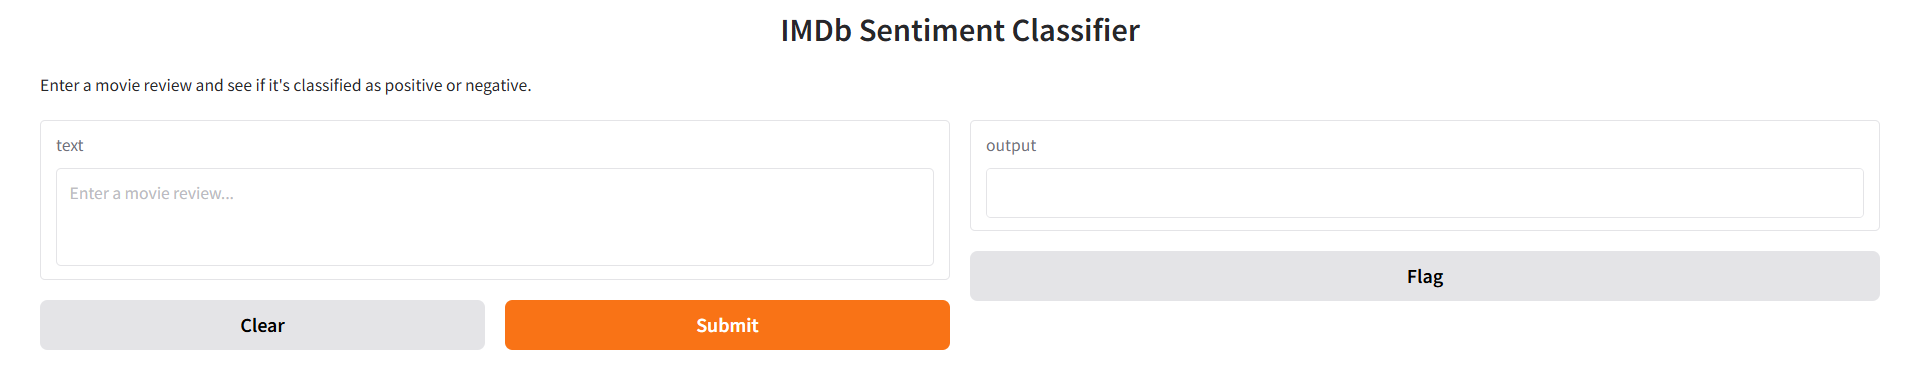 IMDb Sentiment Classifier
Enter a movie review and see if it's classified as positive or negative.
text
Enter a movie review...
Clear
Submit
output
Flag